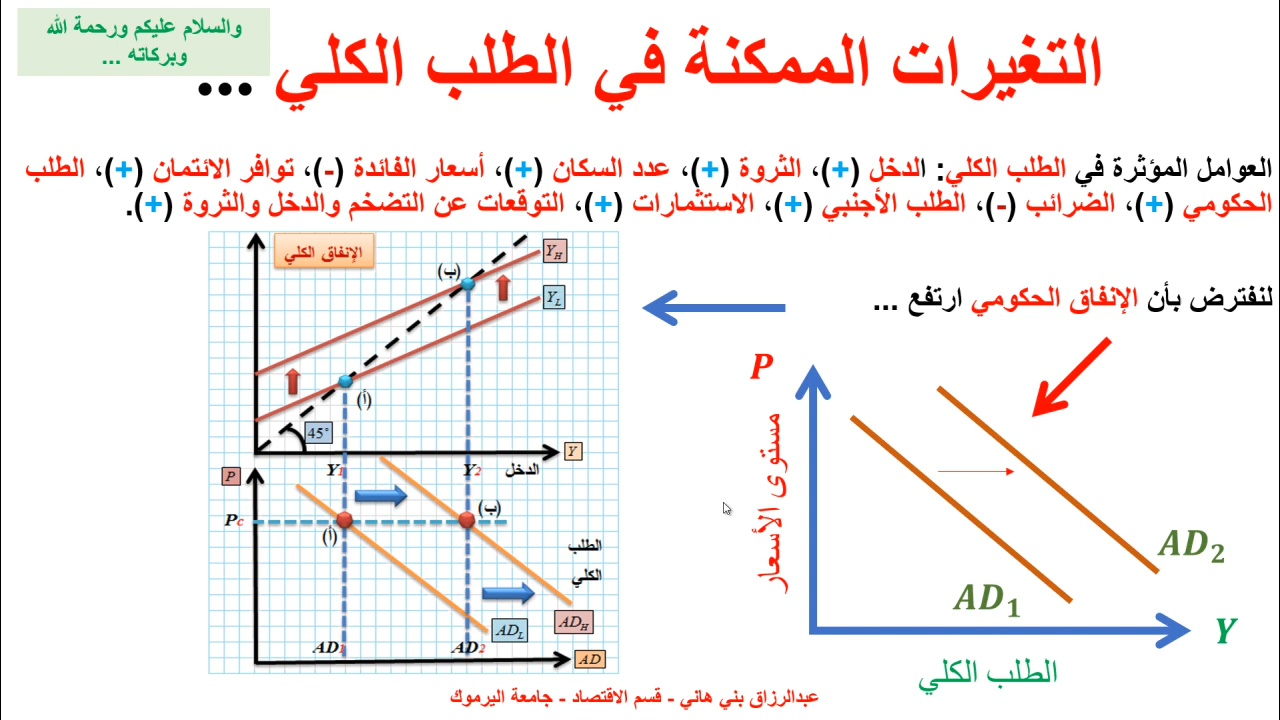 والسلام عليكم ورحمة الله
وبركاته ...
التغيرات الممكنة في الطلب الكلي ...
العوامل المؤثرة في الطلب الكلي: الدخل (+)، الثروة (+)، عدد السكان (+)، أسعار الفائدة (-)، توافر الائتمان (+)، الطلب
الحكومي (+)، الضرائب (-)، الطلب الأجنبي (+)، الاستثمارات (+)، التوقعات عن التضخم والدخل والثروة (+).
لنفترض بأن الإنفاق الحكومي ارتفع ...
الإنفاق الكلي
Y_H
(ب)
Y_L
(أ)
45°
Y
Y1
Y2
الدخل
P
Pc
(أ)
(ب)
الطلب
الكلي
AD_L
AD_H
AD1
AD2
AD
P
مستوى الأسعار
AD2
AD1
Y
الطلب الكلي
عبدالرزاق بني هاني - قسم الاقتصاد - جامعة اليرموك